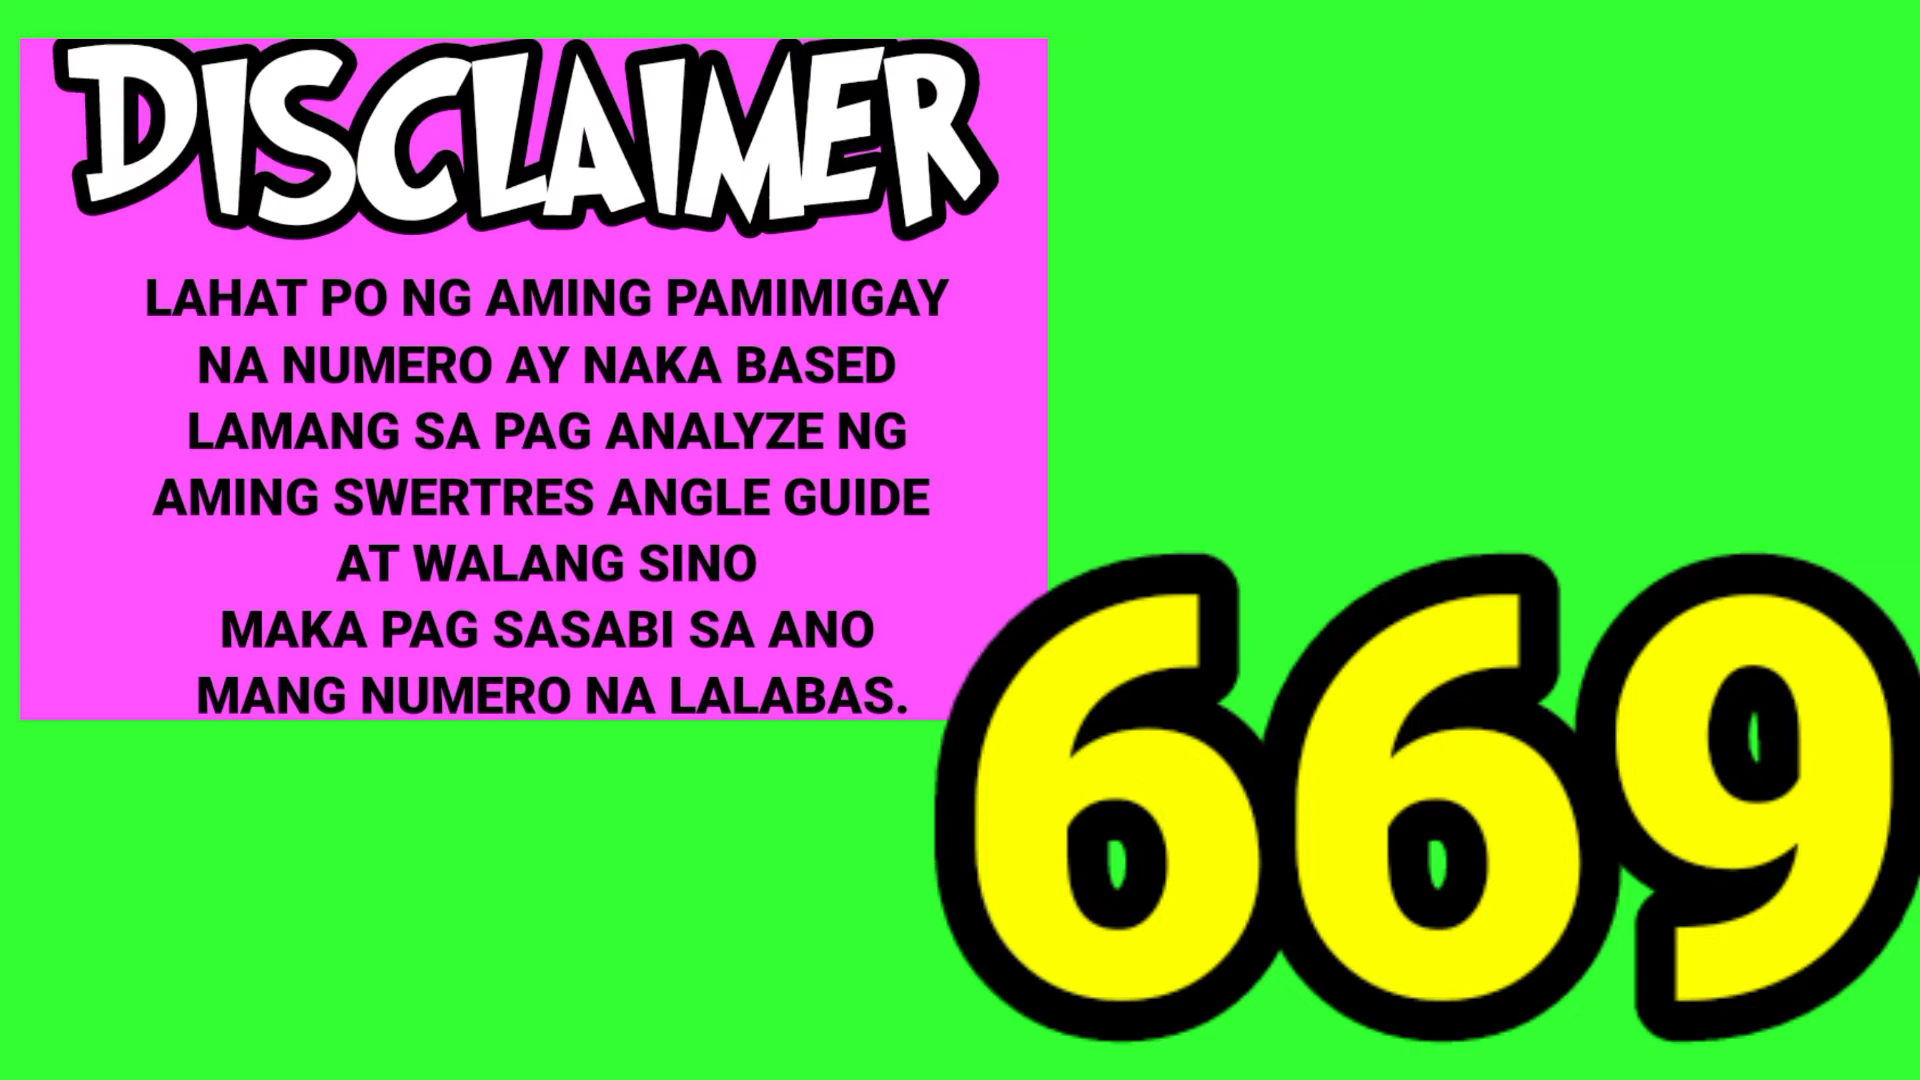 DISCLAIMER
LAHAT PO NG AMING PAMIMIGAY
NA NUMERO AY NAKA BASED
LAMANG SA PAG ANALYZE NG
AMING SWERTRES ANGLE GUIDE
AT WALANG SINO
MAKA PAG SASABI SA ANO
MANG NUMERO NA LALABAS.
669